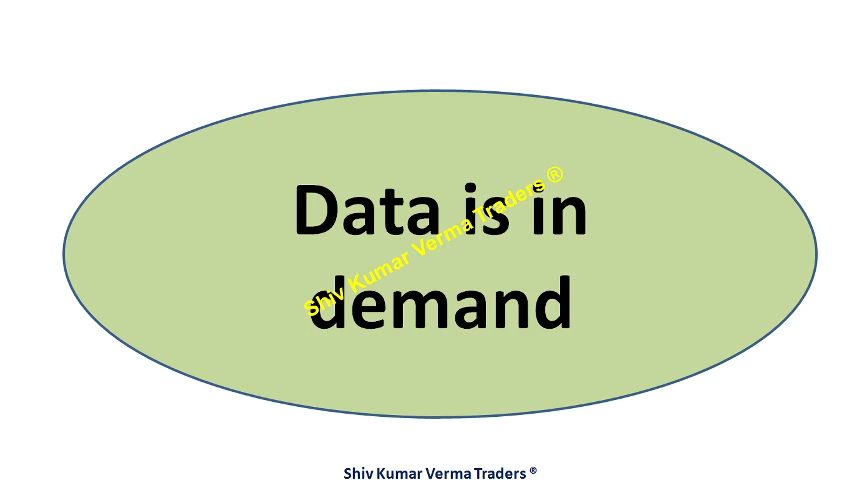 Data is in
demand
Shiv Kumar Verma Traders ®
Shiv Kumar Verma Traders ®